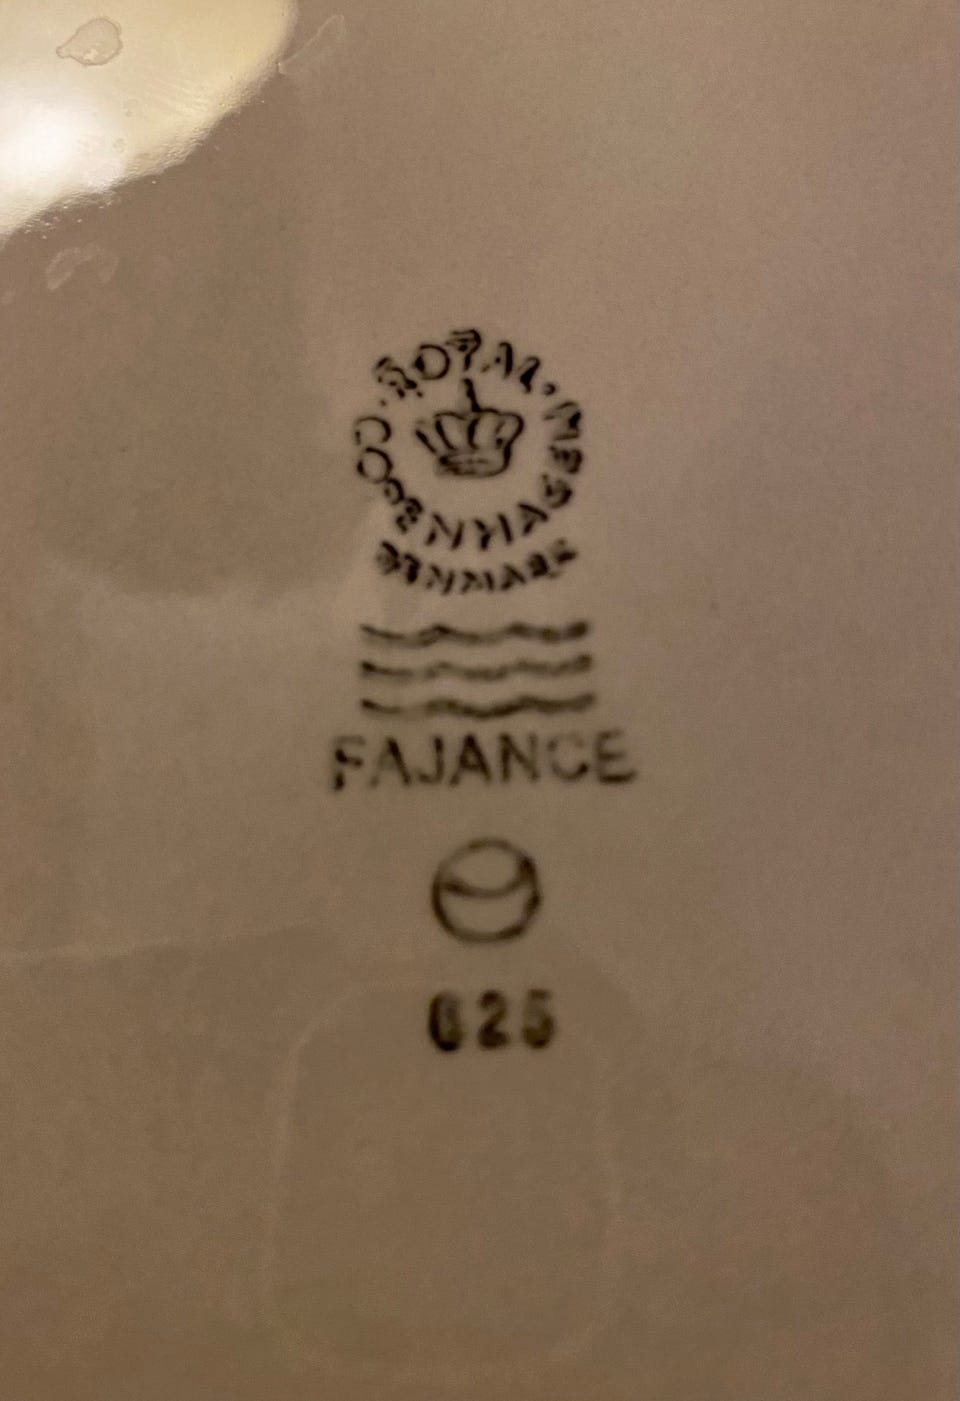 ROYAL · COPENHAGEN ·
DENMARK
FAJANCE
625